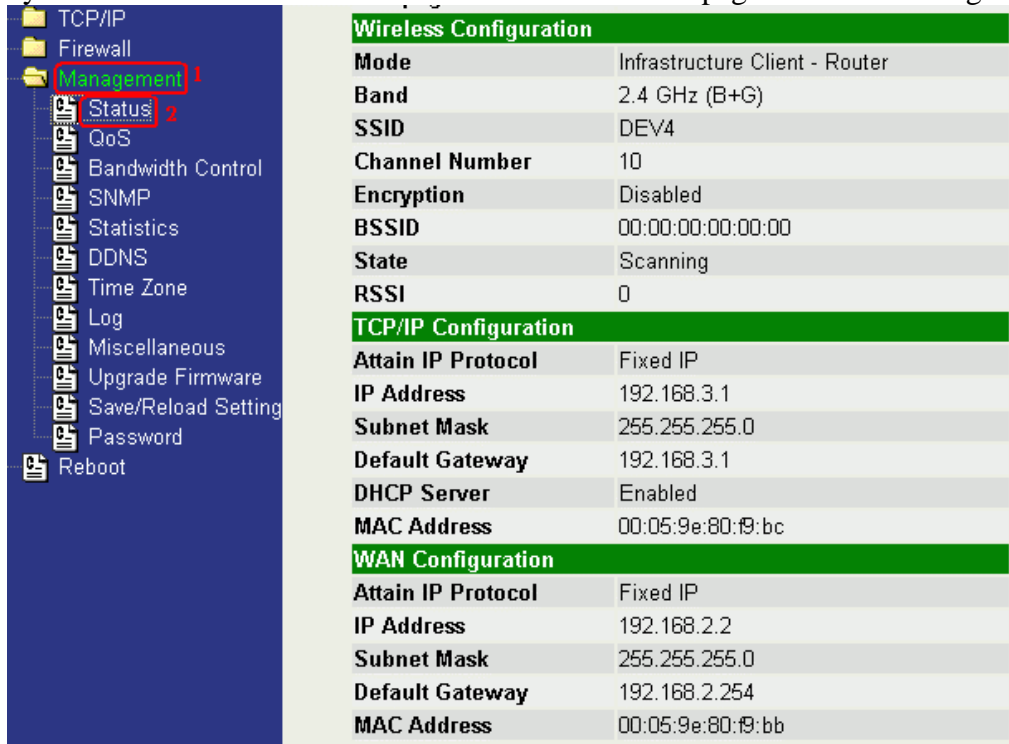 TCP/IP
Firewall
Management 1
Status 2
QoS
Bandwidth Control
SNMP
Statistics
DDNS
Time Zone
Log
Miscellaneous
Upgrade Firmware
Save/Reload Setting
Password
Reboot
Wireless Configuration
Mode Infrastructure Client - Router
Band 2.4 GHz (B+G)
SSID DEV4
Channel Number 10
Encryption Disabled
BSSID 00:00:00:00:00:00
State Scanning
RSSI 0
TCP/IP Configuration
Attain IP Protocol Fixed IP
IP Address 192.168.3.1
Subnet Mask 255.255.255.0
Default Gateway 192.168.3.1
DHCP Server Enabled
MAC Address 00:05:9e:80:f9:bc
WAN Configuration
Attain IP Protocol Fixed IP
IP Address 192.168.2.2
Subnet Mask 255.255.255.0
Default Gateway 192.168.2.254
MAC Address 00:05:9e:80:f9:bb